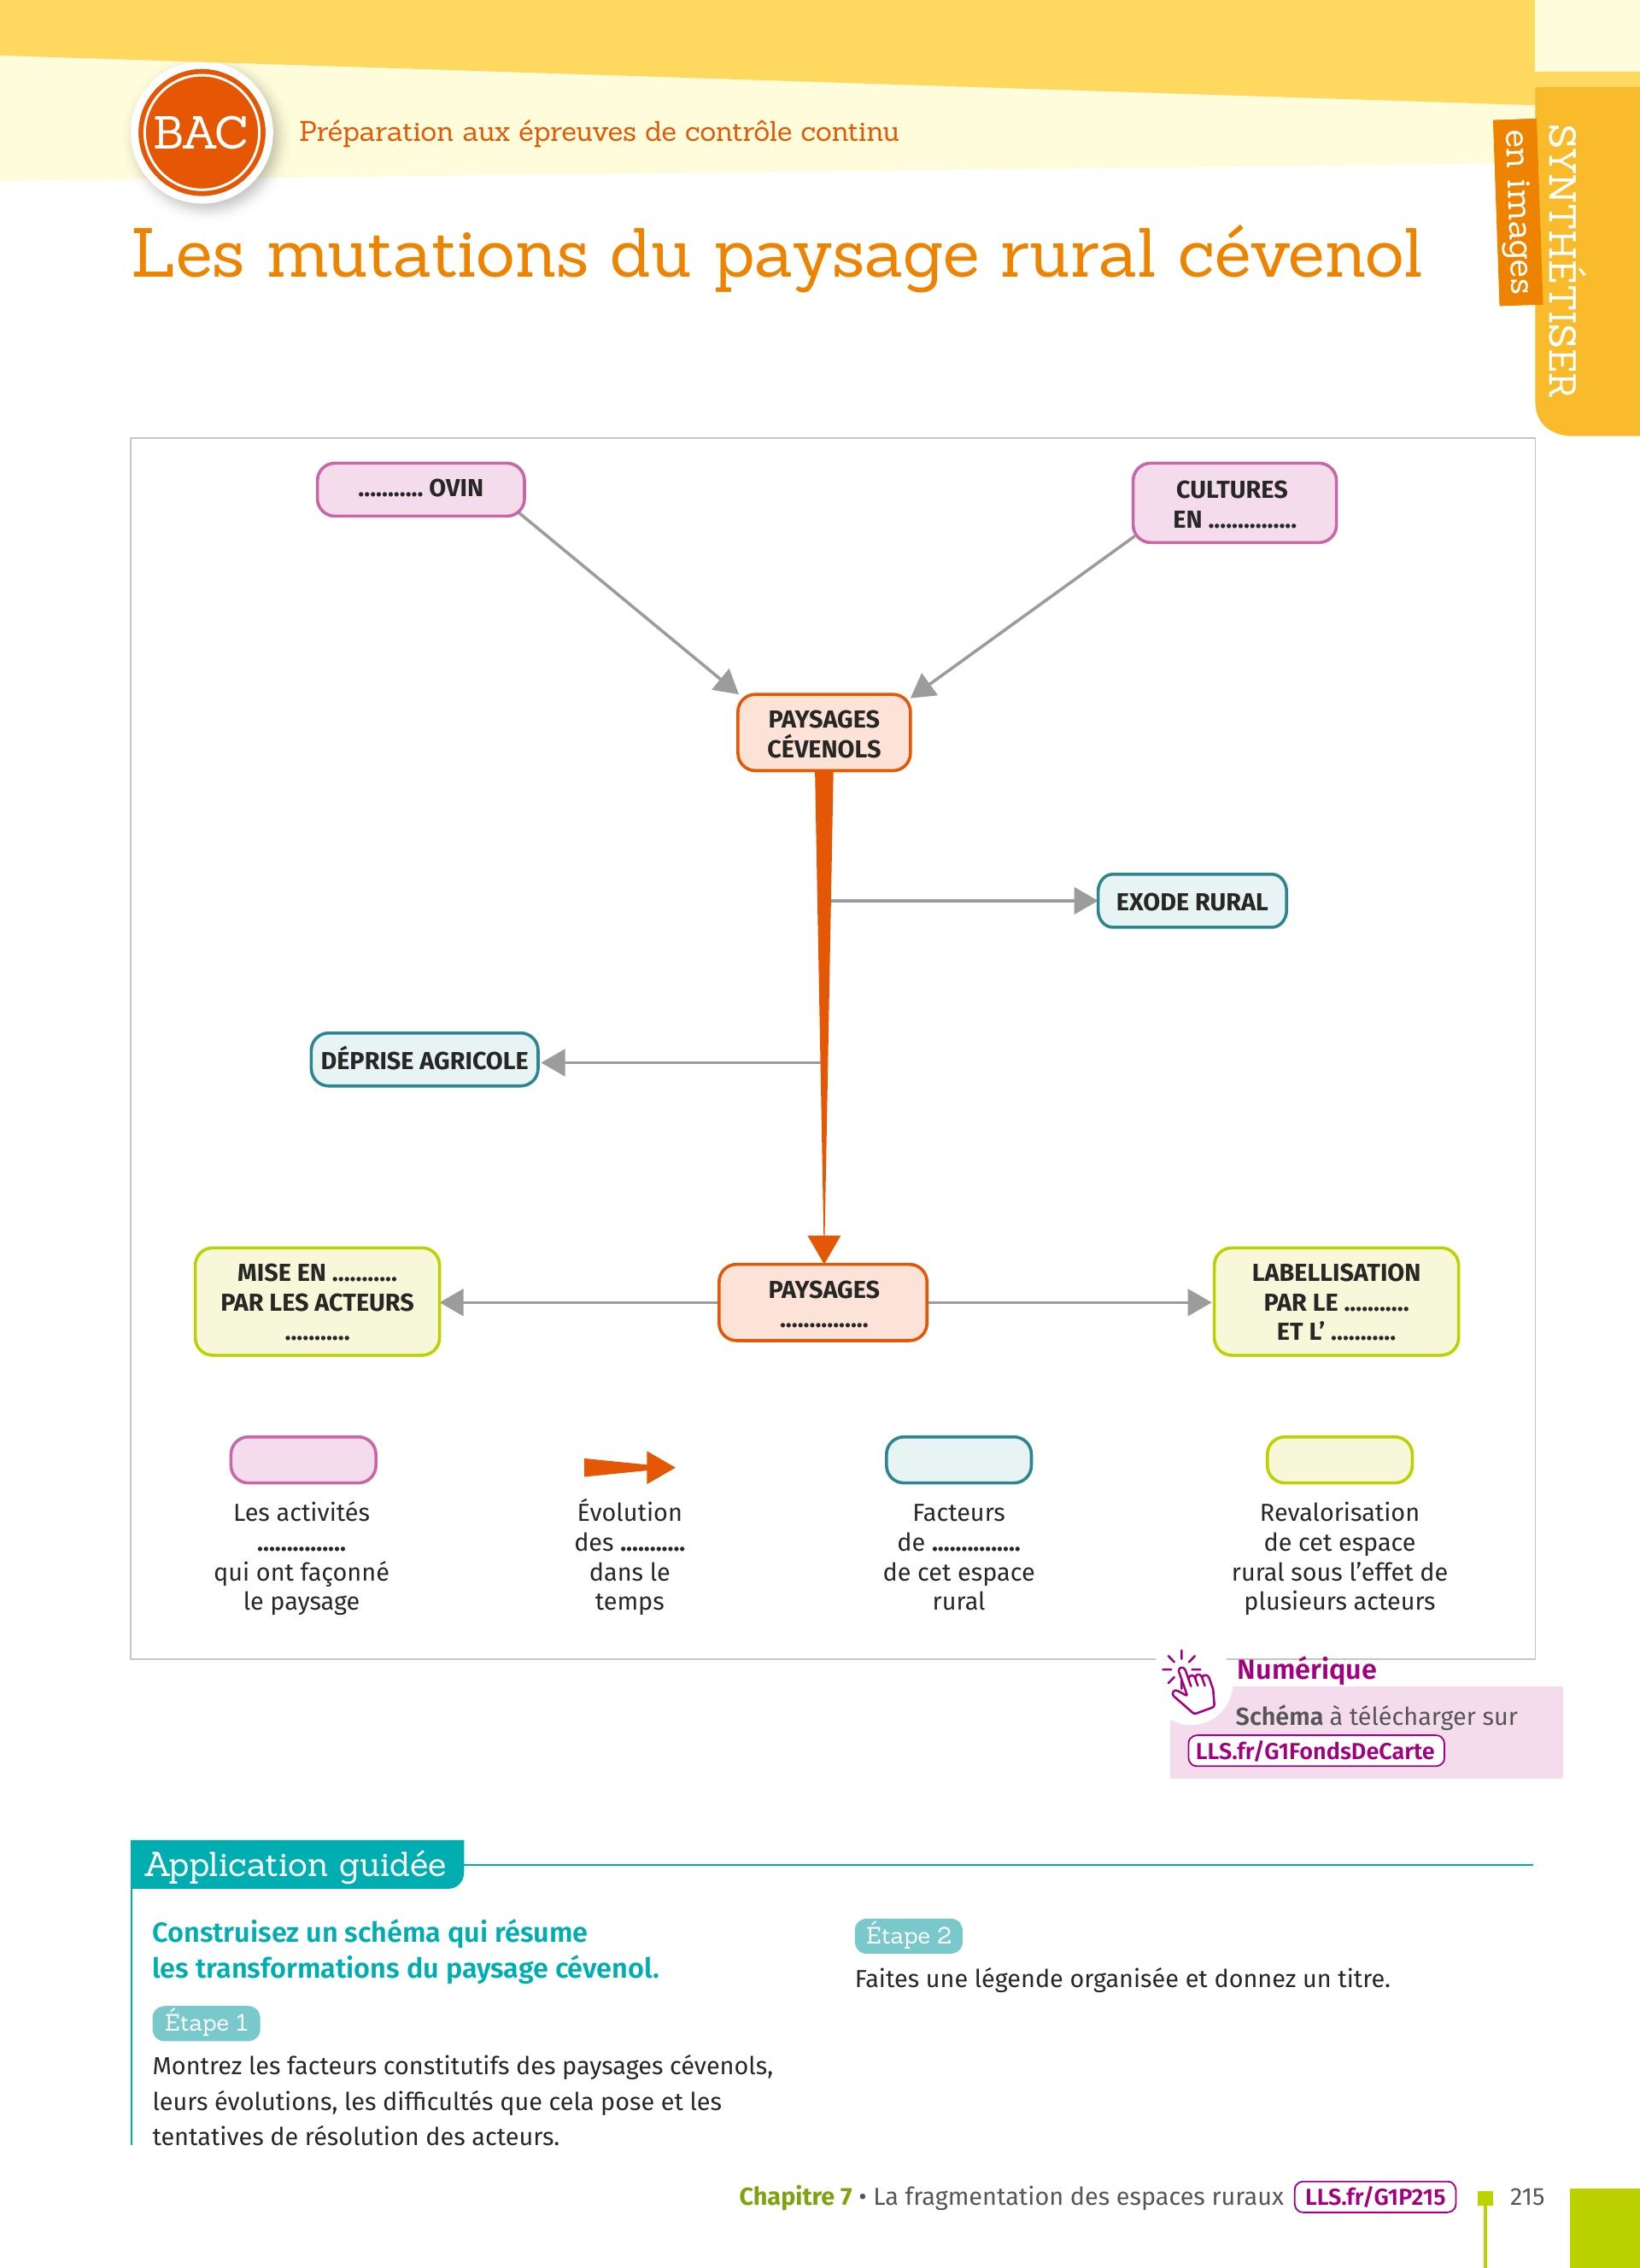 BAC
Préparation aux épreuves de contrôle continu
SYNTHÉTISER
en images
Les mutations du paysage rural cévenol
........... OVIN
CULTURES
EN ...............
PAYSAGES
CÉVENOLS
EXODE RURAL
DÉPRISE AGRICOLE
MISE EN ...........
PAR LES ACTEURS
...........
PAYSAGES
...............
LABELLISATION
PAR LE ...........
ET L’ ...........
Les activités
...............
qui ont façonné
le paysage
Évolution
des ...........
dans le
temps
Facteurs
de ...............
de cet espace
rural
Revalorisation
de cet espace
rural sous l’effet de
plusieurs acteurs
Numérique
Schéma à télécharger sur
LLS.fr/G1FondsDeCarte
Application guidée
Construisez un schéma qui résume
les transformations du paysage cévenol.
Étape 1
Montrez les facteurs constitutifs des paysages cévenols,
leurs évolutions, les difficultés que cela pose et les
tentatives de résolution des acteurs.
Étape 2
Faites une légende organisée et donnez un titre.
Chapitre 7 • La fragmentation des espaces ruraux LLS.fr/G1P215 215